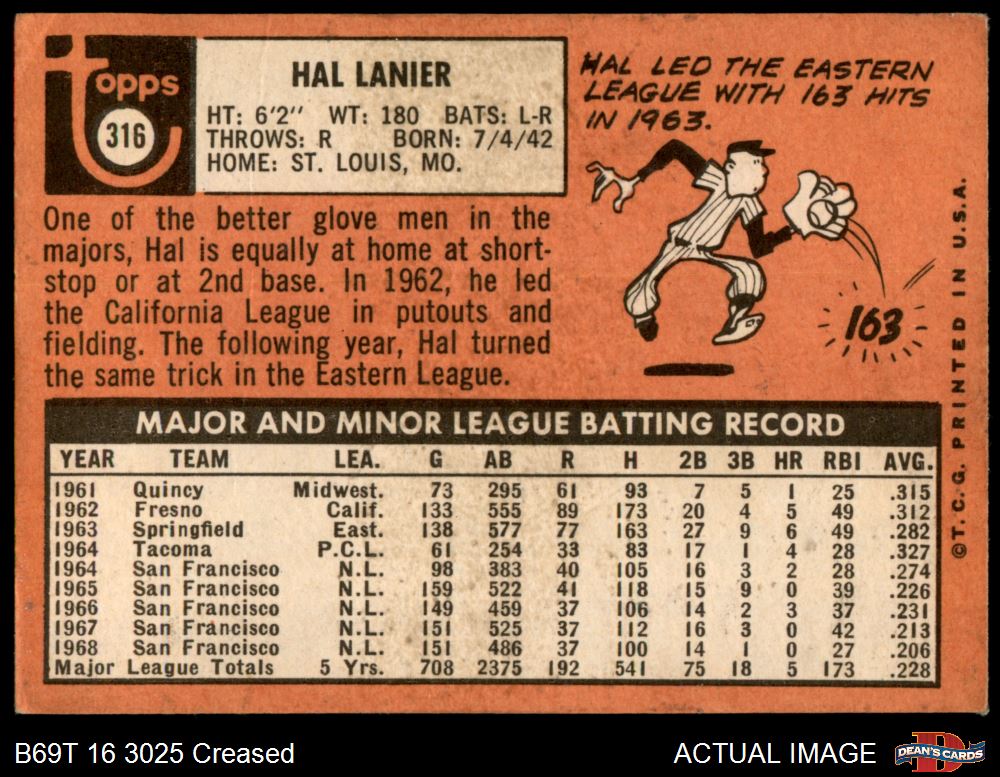 topps
316
HAL LANIER
HT: 6'2" WT: 180 BATS: L-R
THROWS: R BORN: 7/4/42
HOME: ST. LOUIS, MO.
HAL LED THE EASTERN
LEAGUE WITH 163 HITS
IN 1963.
163
One of the better glove men in the
majors, Hal is equally at home at short-
stop or at 2nd base. In 1962, he led
the California League in putouts and
fielding. The following year, Hal turned
the same trick in the Eastern League.
MAJOR AND MINOR LEAGUE BATTING RECORD
YEAR TEAM LEA. G AB R H 2B 3B HR RBI AVG.
1961 Quincy Midwest. 73 295 61 93 7 5 1 25 .315
1962 Fresno Calif. 133 555 89 173 20 4 5 49 .312
1963 Springfield East. 138 577 77 163 27 9 6 49 .282
1964 Tacoma P.C.L. 61 254 33 83 17 1 4 28 .327
1964 San Francisco N.L. 98 383 40 105 16 3 2 28 .274
1965 San Francisco N.L. 159 522 41 118 15 9 0 39 .226
1966 San Francisco N.L. 149 459 37 106 14 2 3 37 .231
1967 San Francisco N.L. 151 525 37 112 16 3 0 42 .213
1968 San Francisco N.L. 151 486 37 100 14 1 0 27 .206
Major League Totals 5 Yrs. 708 2375 192 541 75 18 5 173 .228
©T.C.G. PRINTED IN U.S.A.
B69T 16 3025 Creased
ACTUAL IMAGE
DEAN'S CARDS